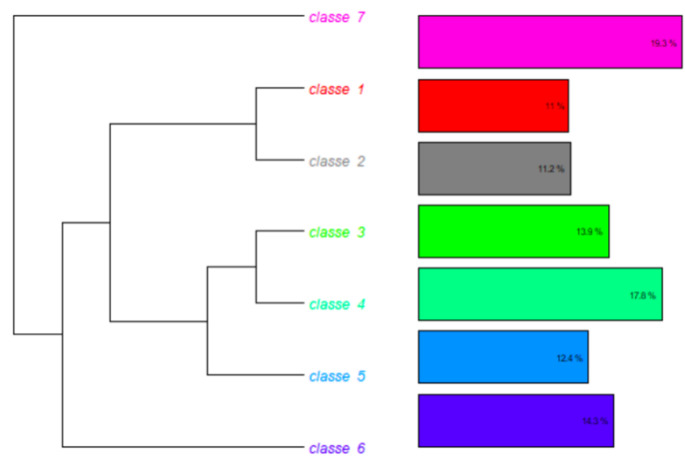 classe 7 19.3 %
classe 1 11 %
classe 2 11.2 %
classe 3 13.9 %
classe 4 17.8 %
classe 5 12.4 %
classe 6 14.3 %